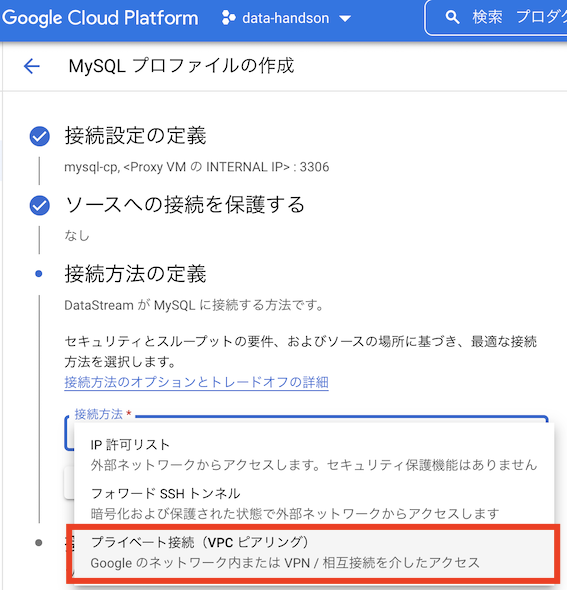 Google Cloud Platform data-handson 検索 プロダク
MySQL プロファイルの作成
接続設定の定義
mysql-cp, <Proxy VM の INTERNAL IP> : 3306
ソースへの接続を保護する
なし
接続方法の定義
DataStream が MySQL に接続する方法です。
セキュリティとスループットの要件、およびソースの場所に基づき、最適な接続
方法を選択します。
接続方法のオプションとトレードオフの詳細
接続方法 *
IP 許可リスト
外部ネットワークからアクセスします。セキュリティ保護機能はありません
フォワード SSH トンネル
暗号化および保護された状態で外部ネットワークからアクセスします
プライベート接続（VPC ピアリング）
Google のネットワーク内または VPN / 相互接続を介したアクセス